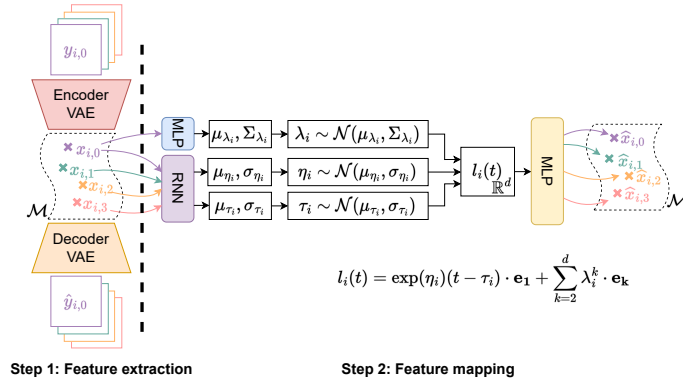 y_{i,0}
Encoder
VAE
x_{i,0}
x_{i,1}
x_{i,2}
x_{i,3}
ℳ
Decoder
VAE
ŷ_{i,0}
MLP
RNN
μ_{λ_i}, Σ_{λ_i}
λ_i ∼ 𝒩(μ_{λ_i}, Σ_{λ_i})
μ_{η_i}, σ_{η_i}
η_i ∼ 𝒩(μ_{η_i}, σ_{η_i})
μ_{τ_i}, σ_{τ_i}
τ_i ∼ 𝒩(μ_{τ_i}, σ_{τ_i})
l_i(t)
ℝ^d
MLP
x̂_{i,0}
x̂_{i,1}
x̂_{i,2}
x̂_{i,3}
ℳ
l_i(t) = exp(η_i)(t − τ_i) · e_1 + ∑_{k=2}^{d} λ_i^k · e_k
Step 1: Feature extraction
Step 2: Feature mapping